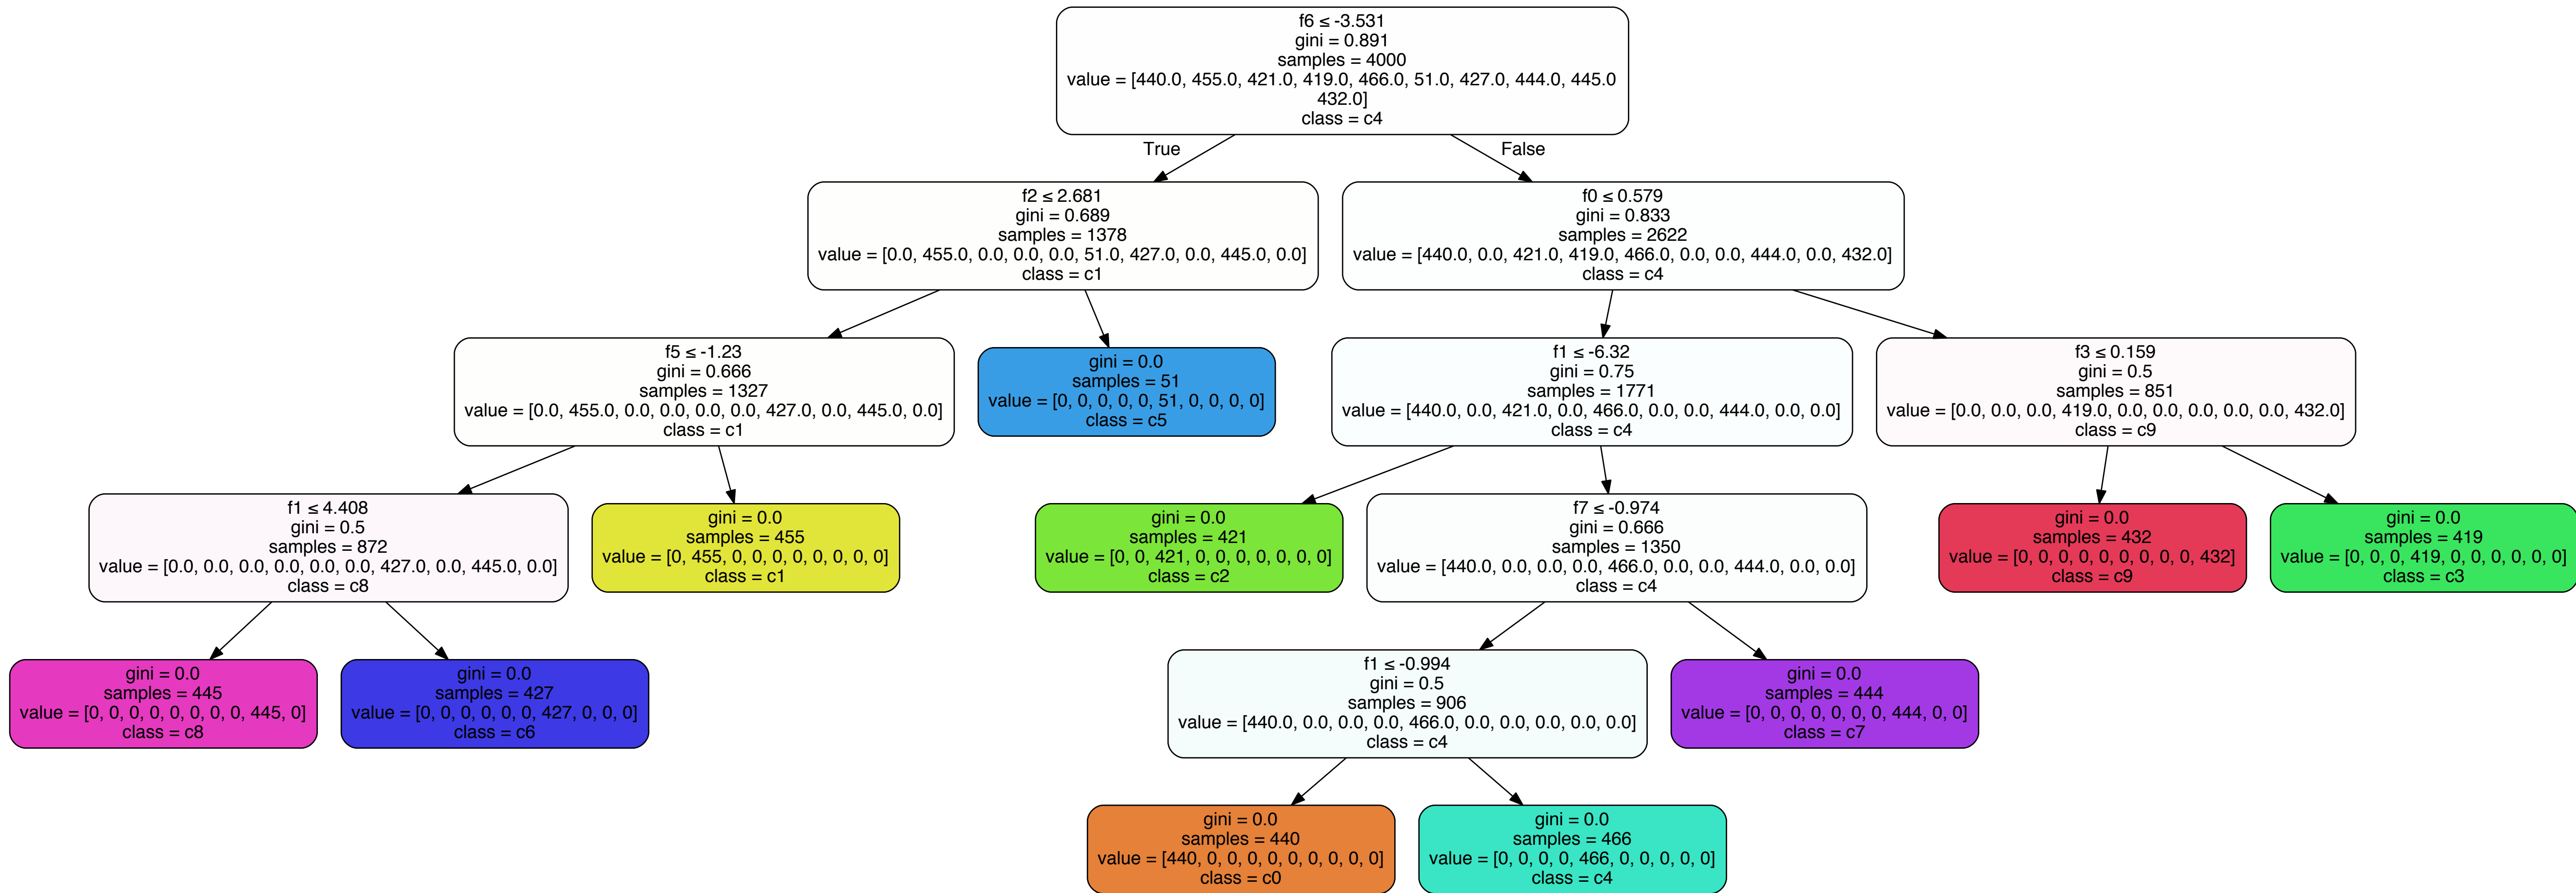 f6 ≤ -3.531
gini = 0.891
samples = 4000
value = [440.0, 455.0, 421.0, 419.0, 466.0, 51.0, 427.0, 444.0, 445.0
432.0]
class = c4
True
False
f2 ≤ 2.681
gini = 0.689
samples = 1378
value = [0.0, 455.0, 0.0, 0.0, 0.0, 51.0, 427.0, 0.0, 445.0, 0.0]
class = c1
f0 ≤ 0.579
gini = 0.833
samples = 2622
value = [440.0, 0.0, 421.0, 419.0, 466.0, 0.0, 0.0, 444.0, 0.0, 432.0]
class = c4
f5 ≤ -1.23
gini = 0.666
samples = 1327
value = [0.0, 455.0, 0.0, 0.0, 0.0, 0.0, 427.0, 0.0, 445.0, 0.0]
class = c1
gini = 0.0
samples = 51
value = [0, 0, 0, 0, 0, 51, 0, 0, 0, 0]
class = c5
f1 ≤ -6.32
gini = 0.75
samples = 1771
value = [440.0, 0.0, 421.0, 0.0, 466.0, 0.0, 0.0, 444.0, 0.0, 0.0]
class = c4
f3 ≤ 0.159
gini = 0.5
samples = 851
value = [0.0, 0.0, 0.0, 419.0, 0.0, 0.0, 0.0, 0.0, 0.0, 432.0]
class = c9
f1 ≤ 4.408
gini = 0.5
samples = 872
value = [0.0, 0.0, 0.0, 0.0, 0.0, 0.0, 427.0, 0.0, 445.0, 0.0]
class = c8
gini = 0.0
samples = 455
value = [0, 455, 0, 0, 0, 0, 0, 0, 0, 0]
class = c1
gini = 0.0
samples = 421
value = [0, 0, 421, 0, 0, 0, 0, 0, 0, 0]
class = c2
f7 ≤ -0.974
gini = 0.666
samples = 1350
value = [440.0, 0.0, 0.0, 0.0, 466.0, 0.0, 0.0, 444.0, 0.0, 0.0]
class = c4
gini = 0.0
samples = 432
value = [0, 0, 0, 0, 0, 0, 0, 0, 0, 432]
class = c9
gini = 0.0
samples = 419
value = [0, 0, 0, 419, 0, 0, 0, 0, 0, 0]
class = c3
gini = 0.0
samples = 445
value = [0, 0, 0, 0, 0, 0, 0, 0, 445, 0]
class = c8
gini = 0.0
samples = 427
value = [0, 0, 0, 0, 0, 0, 427, 0, 0, 0]
class = c6
f1 ≤ -0.994
gini = 0.5
samples = 906
value = [440.0, 0.0, 0.0, 0.0, 466.0, 0.0, 0.0, 0.0, 0.0, 0.0]
class = c4
gini = 0.0
samples = 444
value = [0, 0, 0, 0, 0, 0, 0, 444, 0, 0]
class = c7
gini = 0.0
samples = 440
value = [440, 0, 0, 0, 0, 0, 0, 0, 0, 0]
class = c0
gini = 0.0
samples = 466
value = [0, 0, 0, 0, 466, 0, 0, 0, 0, 0]
class = c4